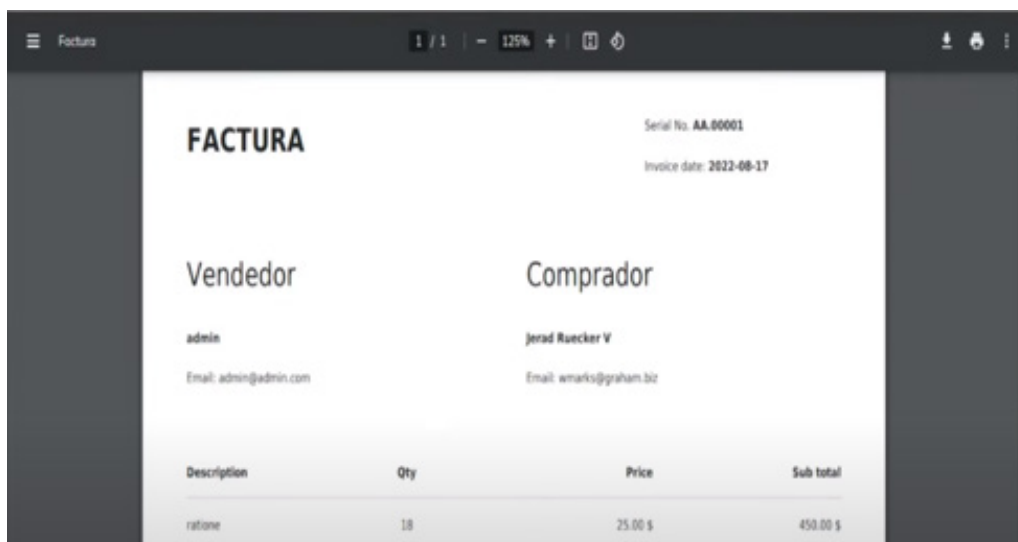 Factura
1 / 1 − 125% +
FACTURA
Serial No. AA.00001
Invoice date: 2022-08-17
Vendedor
Comprador
admin
Jerad Ruecker V
Email: admin@admin.com
Email: wmarks@graham.biz
Description Qty Price Sub total
ratione 18 25.00 $ 450.00 $